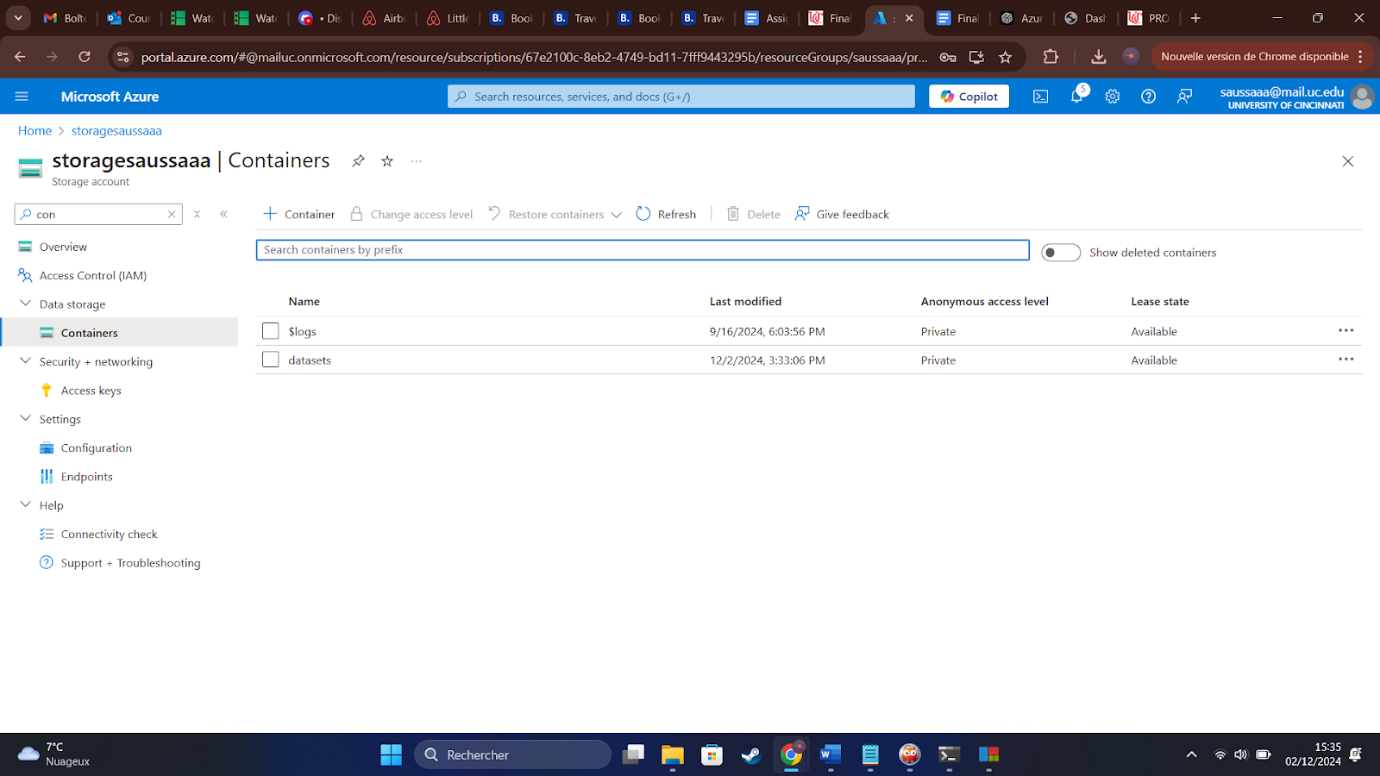 Bolt
Cou
Wat
Wat
• Dis
Airb
Little
Book
Trav
Book
Trav
Assig
Final
Final
Azur
Dash
PRO
portal.azure.com/#@mailuc.onmicrosoft.com/resource/subscriptions/67e2100c-8eb2-4749-bd11-7fff9443295b/resourceGroups/saussaaa/pr...
Nouvelle version de Chrome disponible
Microsoft Azure
Search resources, services, and docs (G+/)
Copilot
5
saussaaa@mail.uc.edu
UNIVERSITY OF CINCINNATI
Home > storagesaussaaa
storagesaussaaa | Containers
Storage account
con
Container
Change access level
Restore containers
Refresh
Delete
Give feedback
Search containers by prefix
Show deleted containers
Overview
Access Control (IAM)
Data storage
Containers
Security + networking
Access keys
Settings
Configuration
Endpoints
Help
Connectivity check
Support + Troubleshooting
Name Last modified Anonymous access level Lease state
$logs 9/16/2024, 6:03:56 PM Private Available
datasets 12/2/2024, 3:33:06 PM Private Available
7°C
Nuageux
Rechercher
15:35
02/12/2024